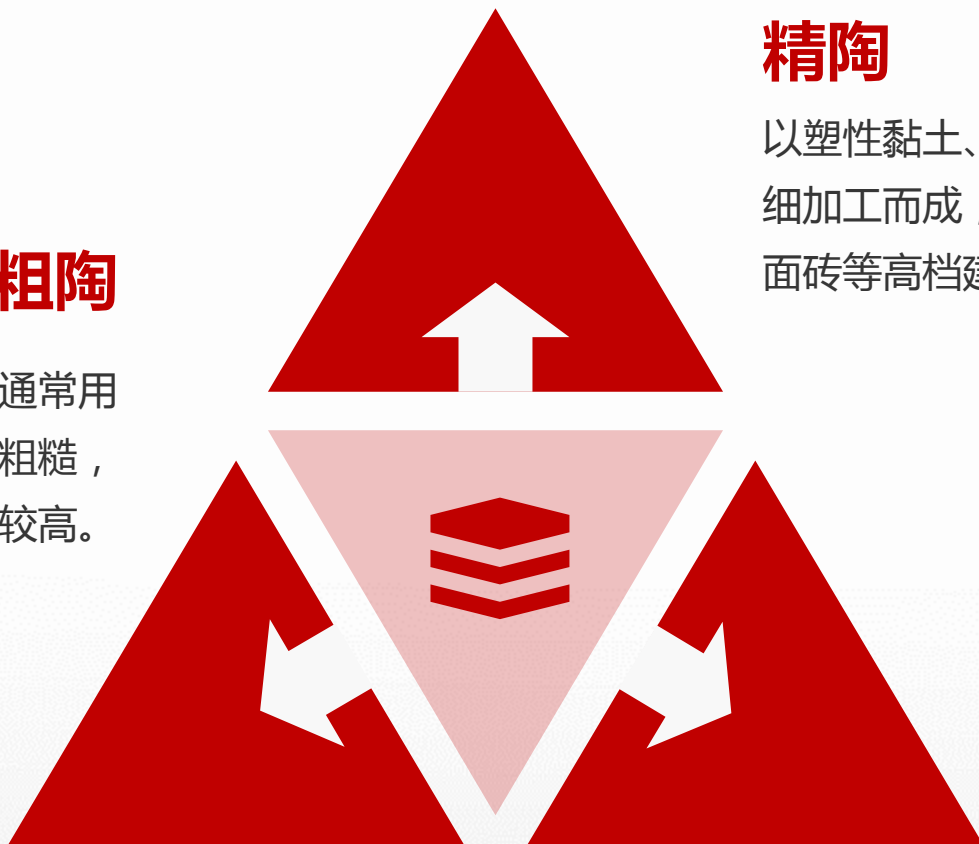 精陶
以塑性黏土、
细加工而成，
面砖等高档建
粗陶
通常用
粗糙，
较高。